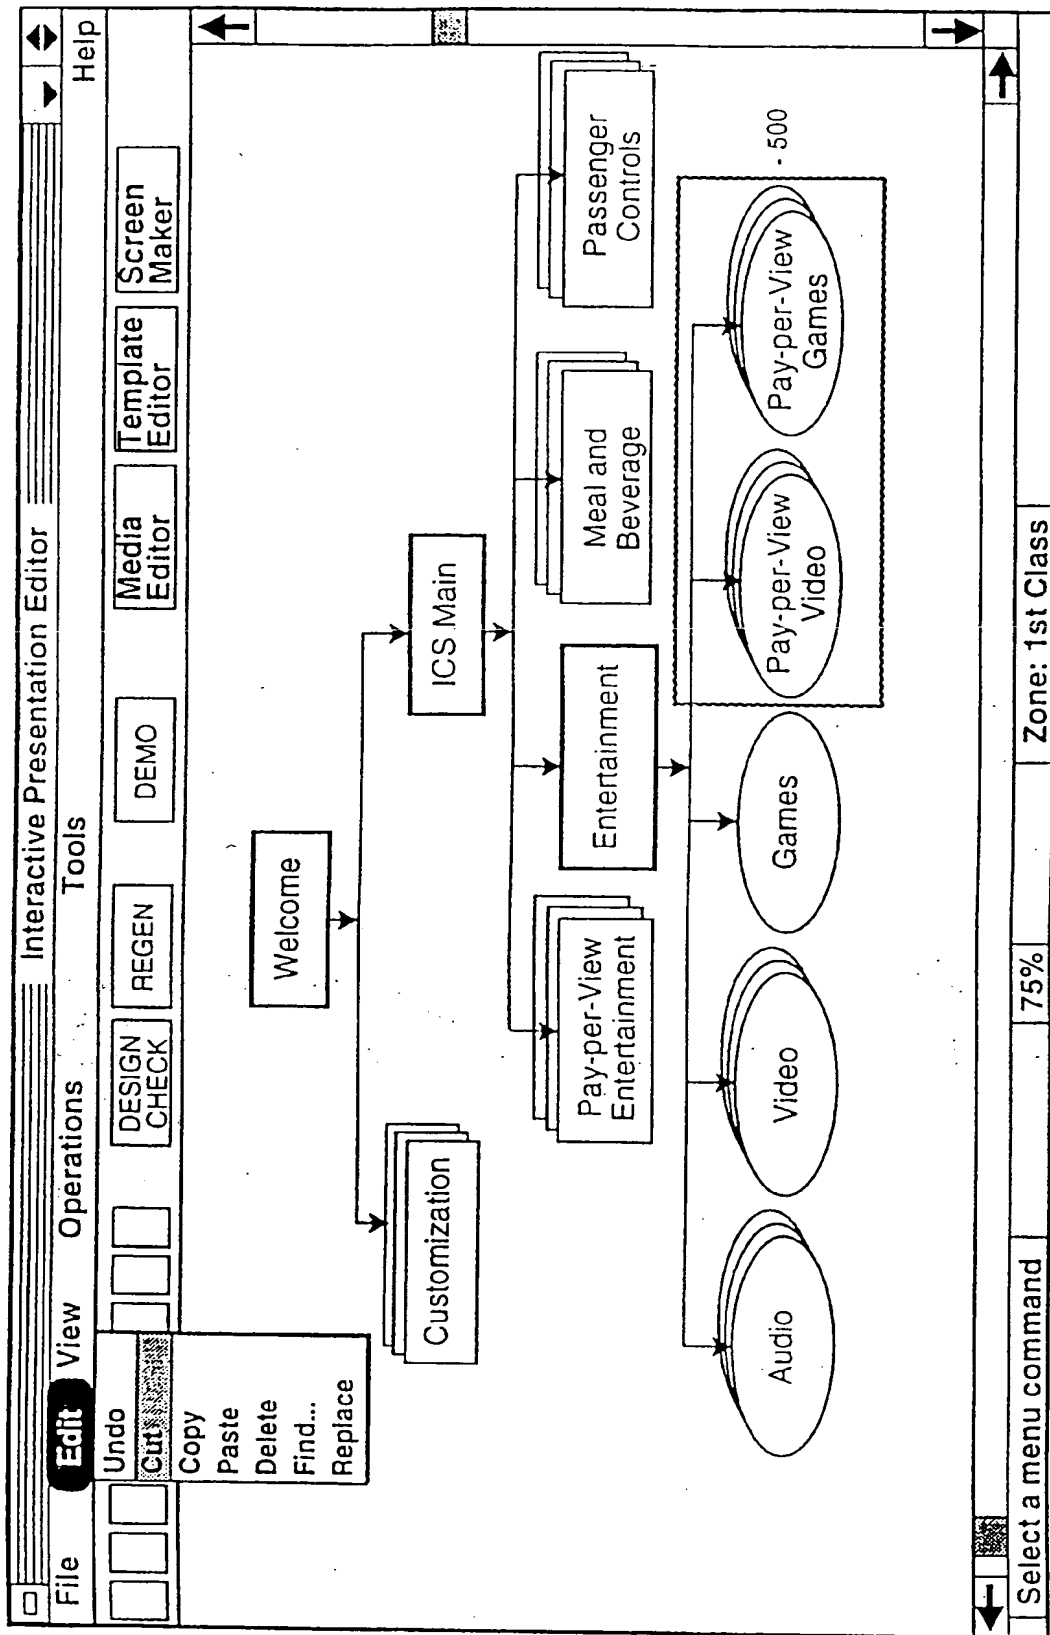 Interactive Presentation Editor
File Edit View Operations Tools Help
Undo
Cut
Copy
Paste
Delete
Find...
Replace
DESIGN
CHECK
REGEN
DEMO
Media
Editor
Template
Editor
Screen
Maker
Welcome
Customization
ICS Main
Pay-per-View
Entertainment
Entertainment
Meal and
Beverage
Passenger
Controls
Audio
Video
Games
Pay-per-View
Video
Pay-per-View
Games
- 500
Select a menu command
75%
Zone: 1st Class